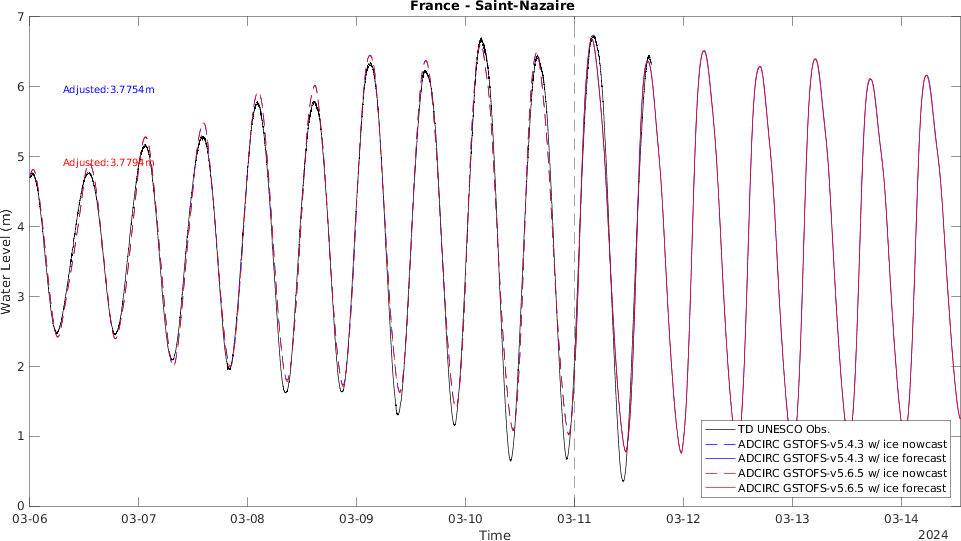 France - Saint-Nazaire
7
6
5
4
3
2
1
0
Water Level (m)
Adjusted:3.7754m
Adjusted:3.7794m
TD UNESCO Obs.
ADCIRC GSTOFS-v5.4.3 w/ ice nowcast
ADCIRC GSTOFS-v5.4.3 w/ ice forecast
ADCIRC GSTOFS-v5.6.5 w/ ice nowcast
ADCIRC GSTOFS-v5.6.5 w/ ice forecast
03-06 03-07 03-08 03-09 03-10 03-11 03-12 03-13 03-14
Time
2024